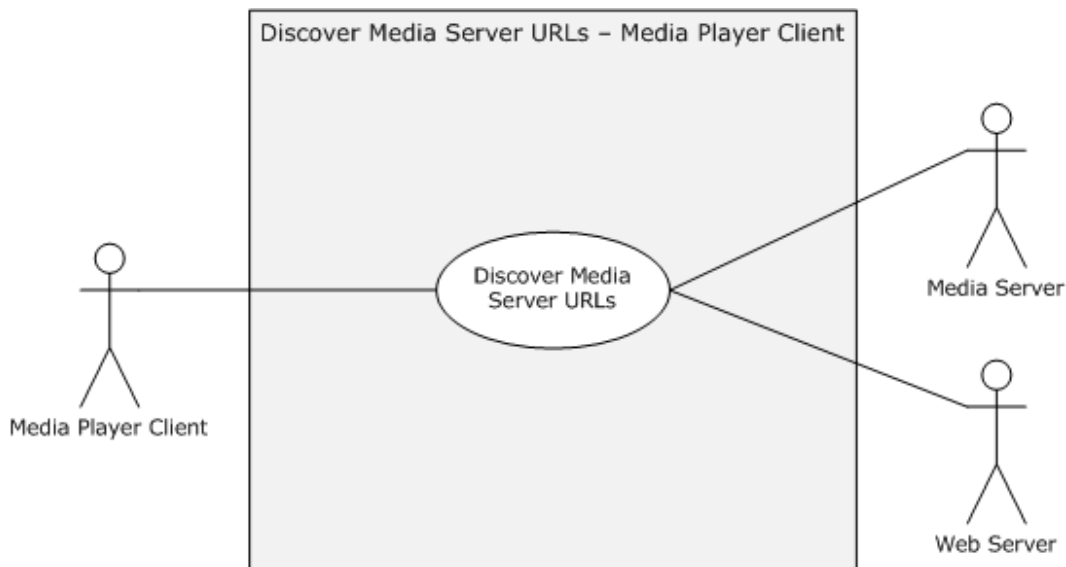 Discover Media Server URLs – Media Player Client
Discover Media
Server URLs
Media Server
Media Player Client
Web Server